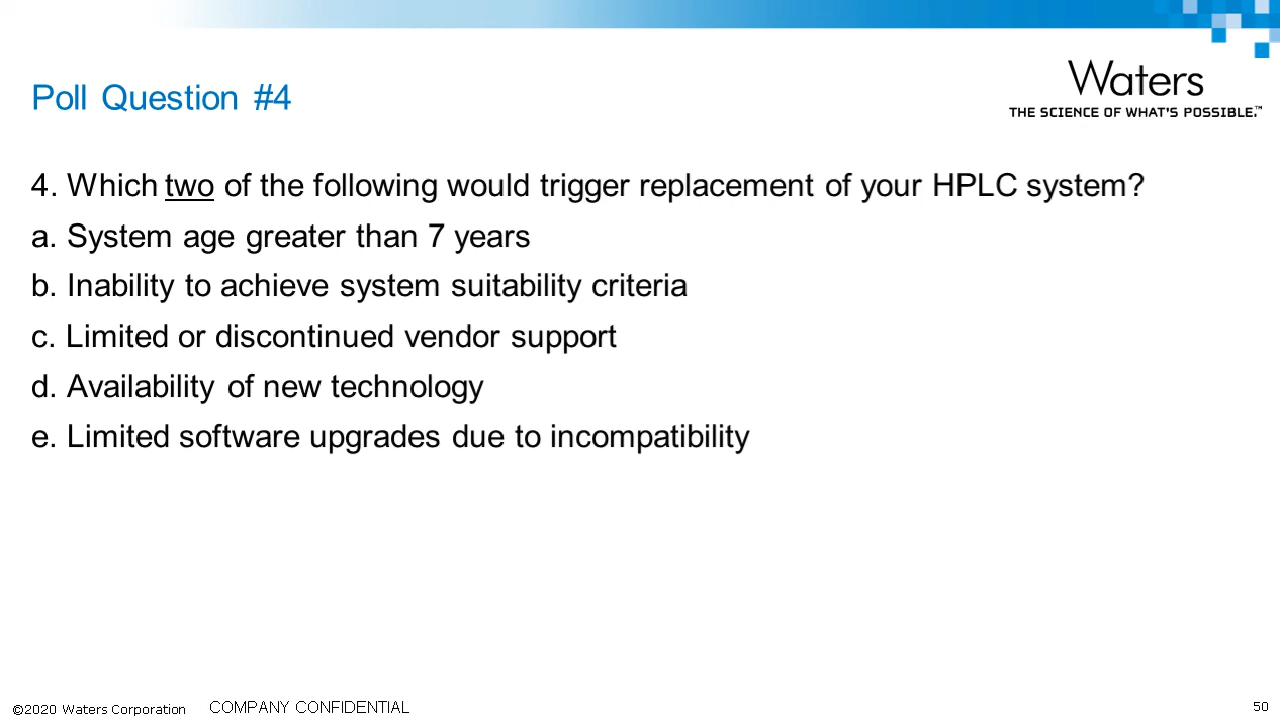 Poll Question #4
Waters
THE SCIENCE OF WHAT'S POSSIBLE.™
4. Which two of the following would trigger replacement of your HPLC system?
a. System age greater than 7 years
b. Inability to achieve system suitability criteria
c. Limited or discontinued vendor support
d. Availability of new technology
e. Limited software upgrades due to incompatibility
©2020 Waters Corporation COMPANY CONFIDENTIAL 50